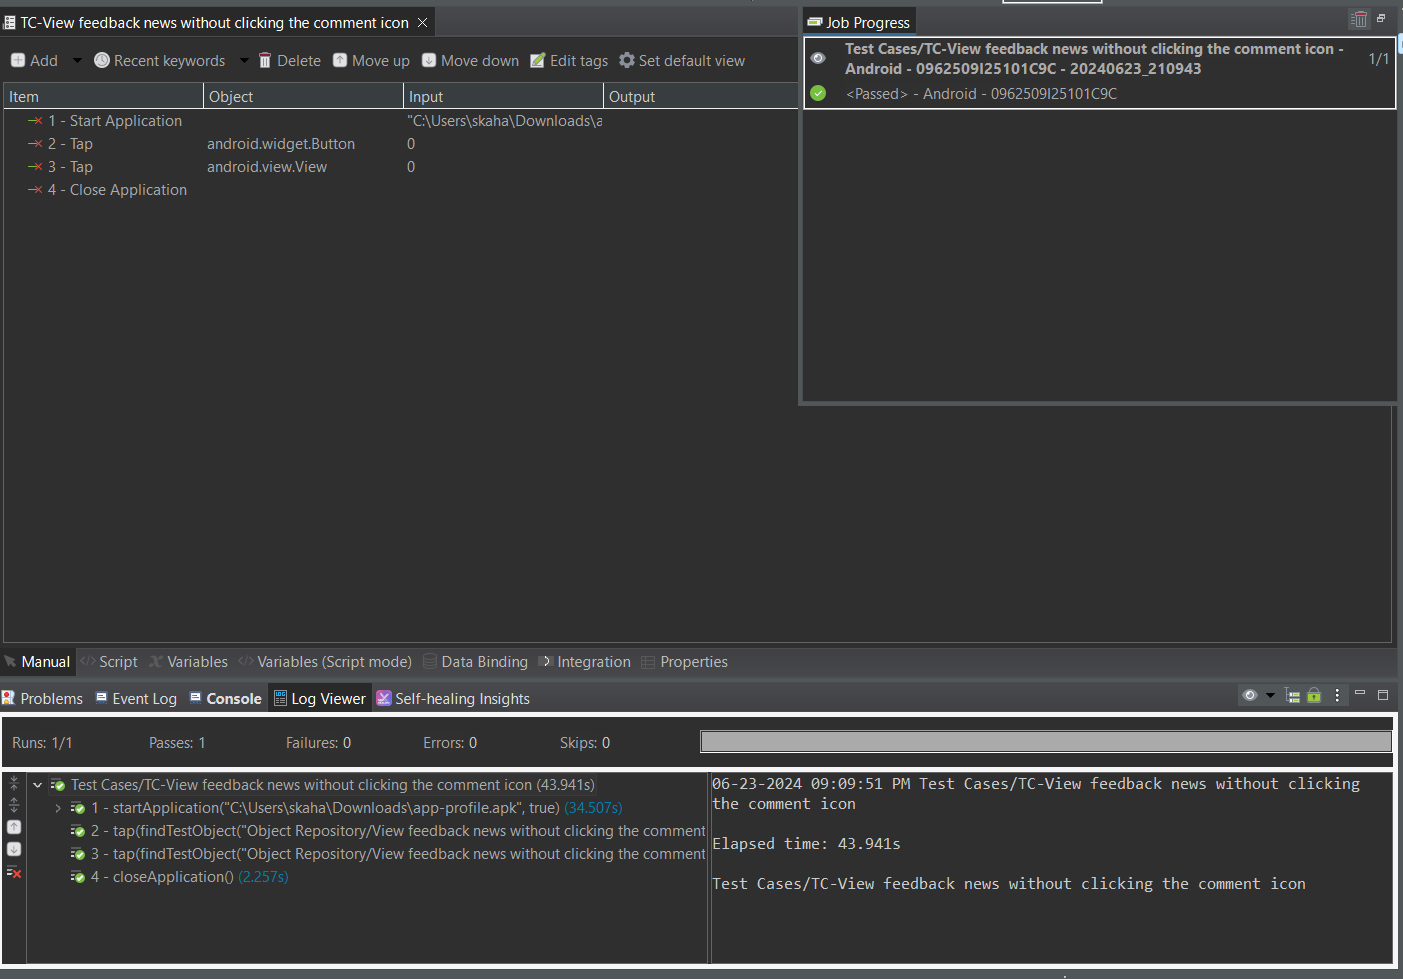 TC-View feedback news without clicking the comment icon
Job Progress
Add Recent keywords Delete Move up Move down Edit tags Set default view
Test Cases/TC-View feedback news without clicking the comment icon -
Android - 0962509I25101C9C - 20240623_210943
1/1
<Passed> - Android - 0962509I25101C9C
Item Object Input Output
1 - Start Application "C:\Users\skaha\Downloads\a
2 - Tap android.widget.Button 0
3 - Tap android.view.View 0
4 - Close Application
Manual Script Variables Variables (Script mode) Data Binding Integration Properties
Problems Event Log Console Log Viewer Self-healing Insights
Runs: 1/1 Passes: 1 Failures: 0 Errors: 0 Skips: 0
Test Cases/TC-View feedback news without clicking the comment icon (43.941s)
1 - startApplication("C:\Users\skaha\Downloads\app-profile.apk", true) (34.507s)
2 - tap(findTestObject("Object Repository/View feedback news without clicking the comment
3 - tap(findTestObject("Object Repository/View feedback news without clicking the comment
4 - closeApplication() (2.257s)
06-23-2024 09:09:51 PM Test Cases/TC-View feedback news without clicking
the comment icon
Elapsed time: 43.941s
Test Cases/TC-View feedback news without clicking the comment icon